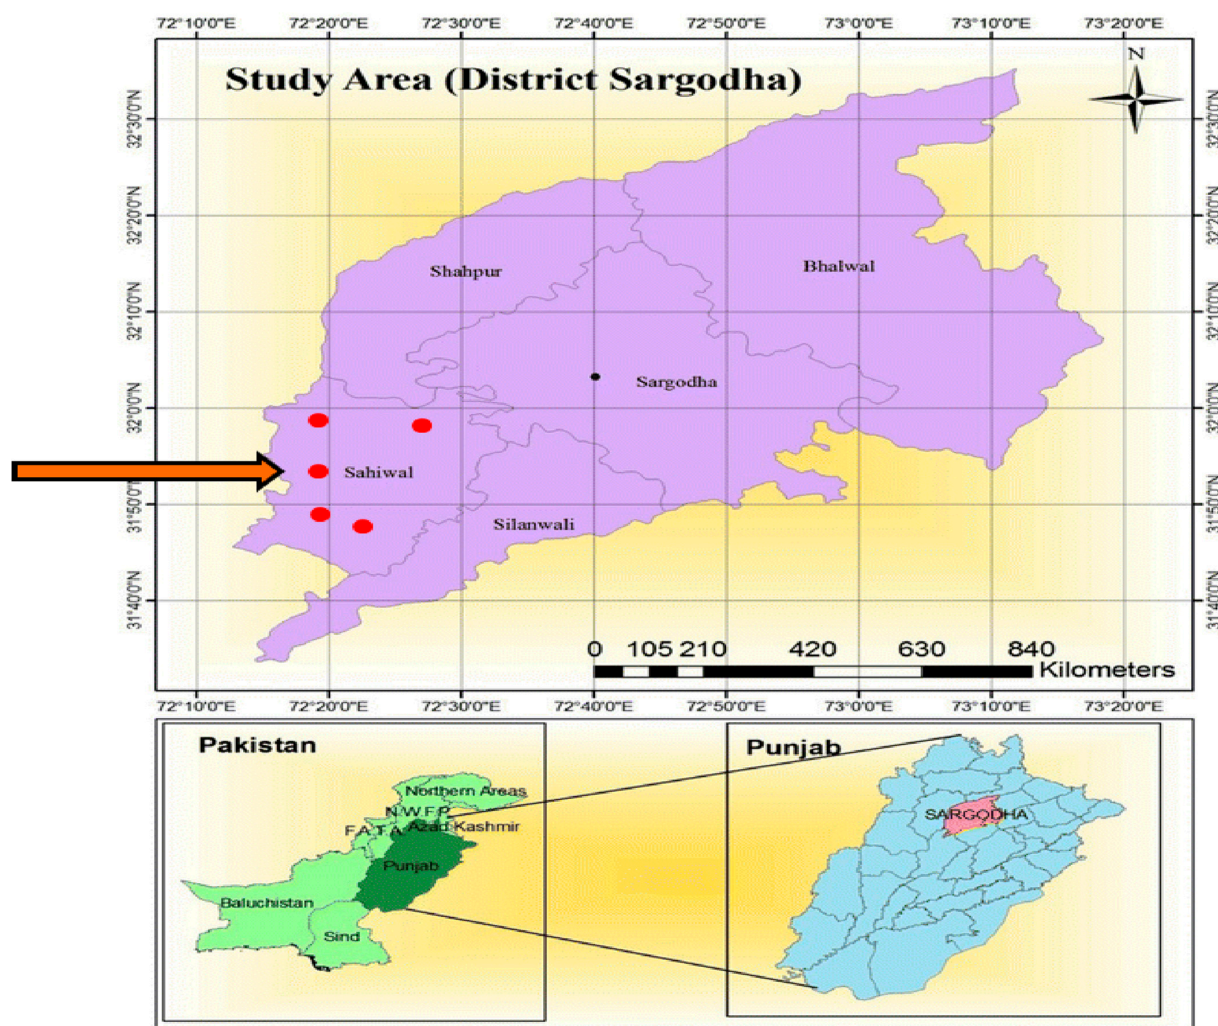 72°10'0"E 72°20'0"E 72°30'0"E 72°40'0"E 72°50'0"E 73°0'0"E 73°10'0"E 73°20'0"E
Study Area (District Sargodha)
N
32°30'0"N 32°30'0"N
32°20'0"N 32°20'0"N
Shahpur
Bhalwal
32°10'0"N 32°10'0"N
Sargodha
32°0'0"N 32°0'0"N
Sahiwal
31°50'0"N 31°50'0"N
Silanwali
31°40'0"N 31°40'0"N
0 105 210 420 630 840
Kilometers
72°10'0"E 72°20'0"E 72°30'0"E 72°40'0"E 72°50'0"E 73°0'0"E 73°10'0"E 73°20'0"E
Pakistan
Northern Areas
N.W.F.P
F.A.T.A
Azad Kashmir
Punjab
Baluchistan
Sind
Punjab
SARGODHA